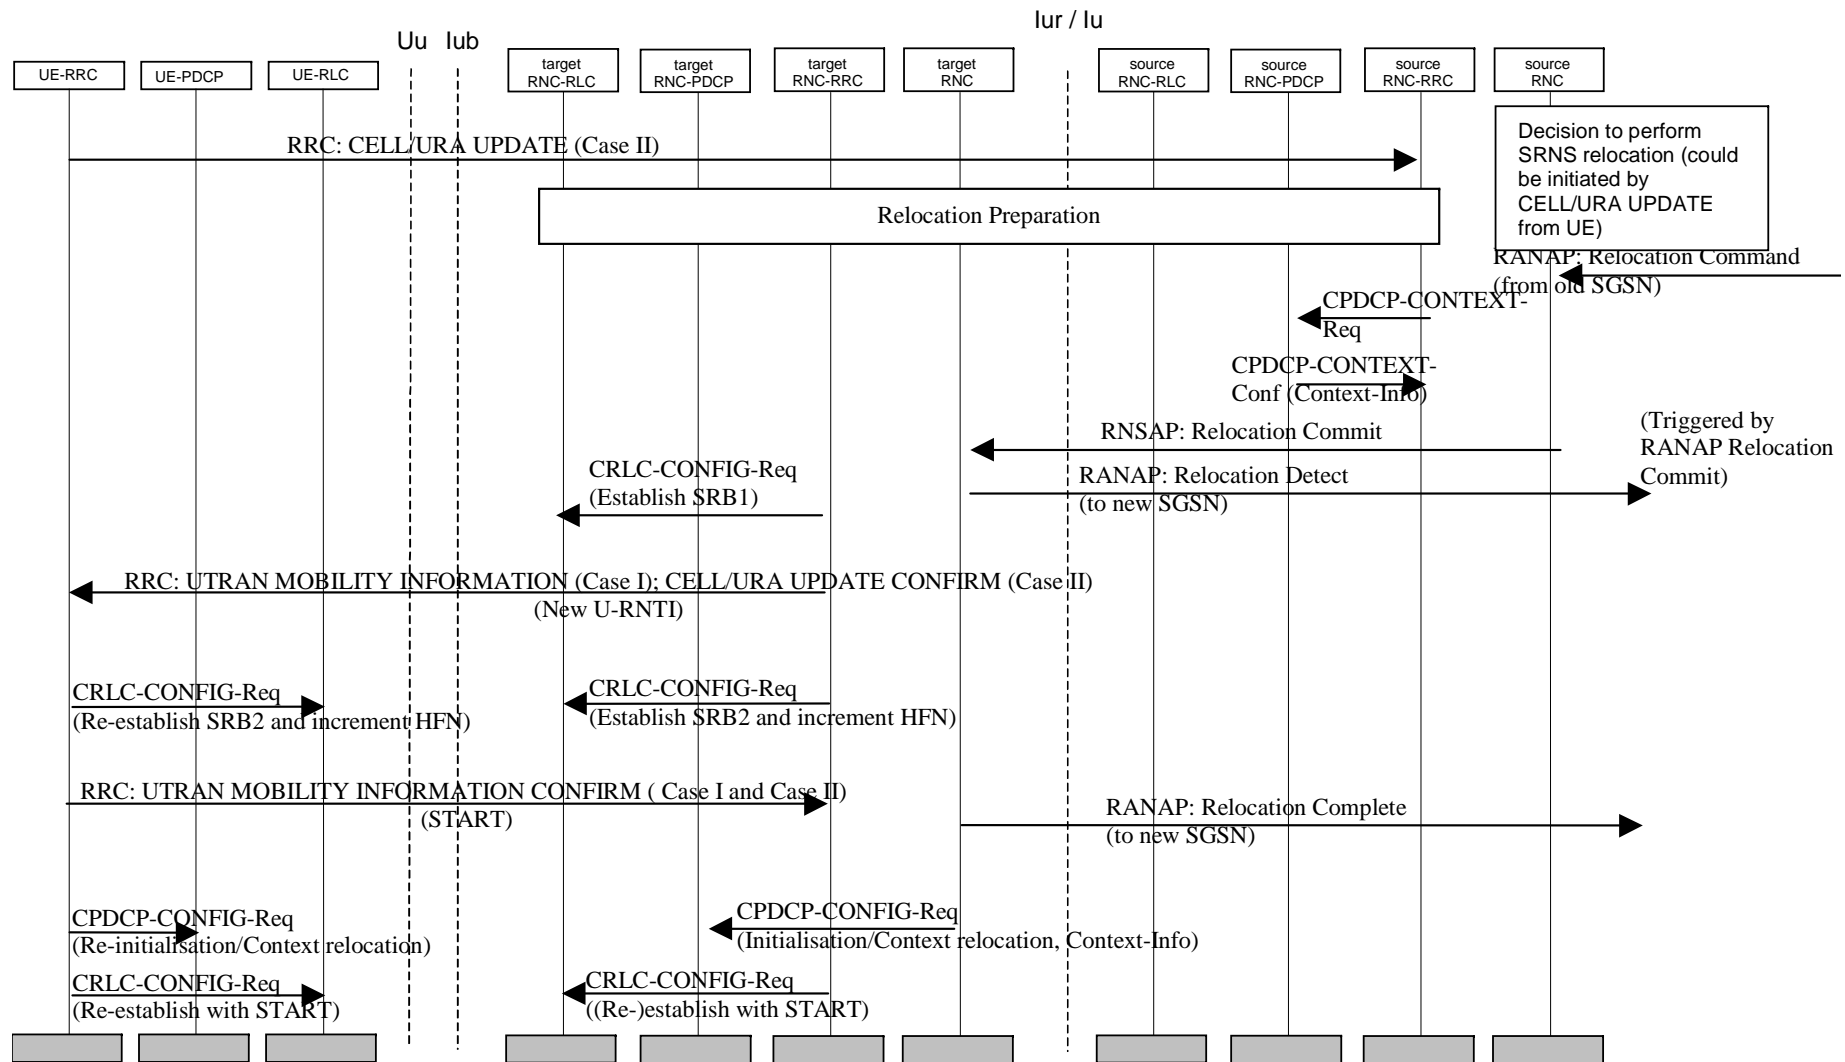 Iur / Iu
Uu
Iub
UE-RRC
UE-PDCP
UE-RLC
target
RNC-RLC
target
RNC-PDCP
target
RNC-RRC
target
RNC
source
RNC-RLC
source
RNC-PDCP
source
RNC-RRC
source
RNC
Decision to perform
SRNS relocation (could
be initiated by
CELL/URA UPDATE
from UE)
RRC: CELL/URA UPDATE (Case II)
Relocation Preparation
RANAP: Relocation Command
(from old SGSN)
CPDCP-CONTEXT-
Req
CPDCP-CONTEXT-
Conf (Context-Info)
RNSAP: Relocation Commit
(Triggered by
RANAP Relocation
Commit)
CRLC-CONFIG-Req
(Establish SRB1)
RANAP: Relocation Detect
(to new SGSN)
RRC: UTRAN MOBILITY INFORMATION (Case I); CELL/URA UPDATE CONFIRM (Case II)
(New U-RNTI)
CRLC-CONFIG-Req
(Re-establish SRB2 and increment HFN)
CRLC-CONFIG-Req
(Establish SRB2 and increment HFN)
RRC: UTRAN MOBILITY INFORMATION CONFIRM ( Case I and Case II)
(START)
RANAP: Relocation Complete
(to new SGSN)
CPDCP-CONFIG-Req
(Re-initialisation/Context relocation)
CPDCP-CONFIG-Req
(Initialisation/Context relocation, Context-Info)
CRLC-CONFIG-Req
(Re-establish with START)
CRLC-CONFIG-Req
((Re-)establish with START)